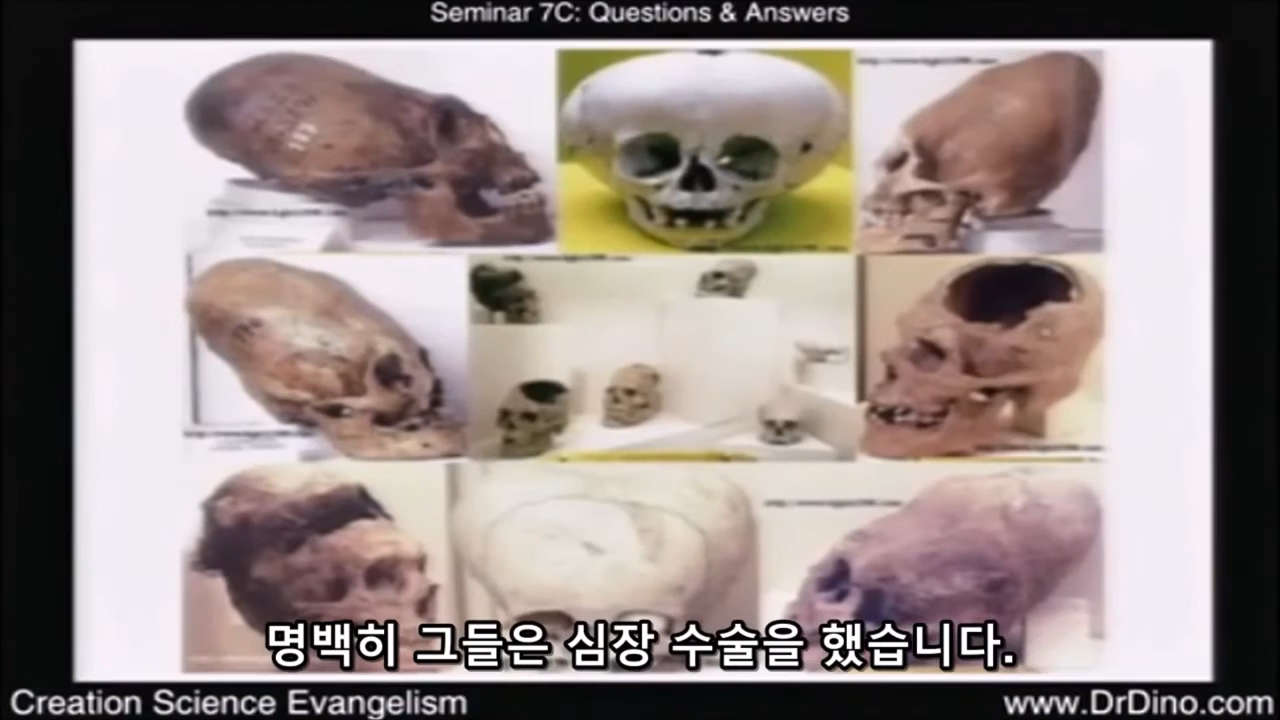 Seminar 7C: Questions & Answers
명백히 그들은 심장 수술을 했습니다.
Creation Science Evangelism
www.DrDino.com